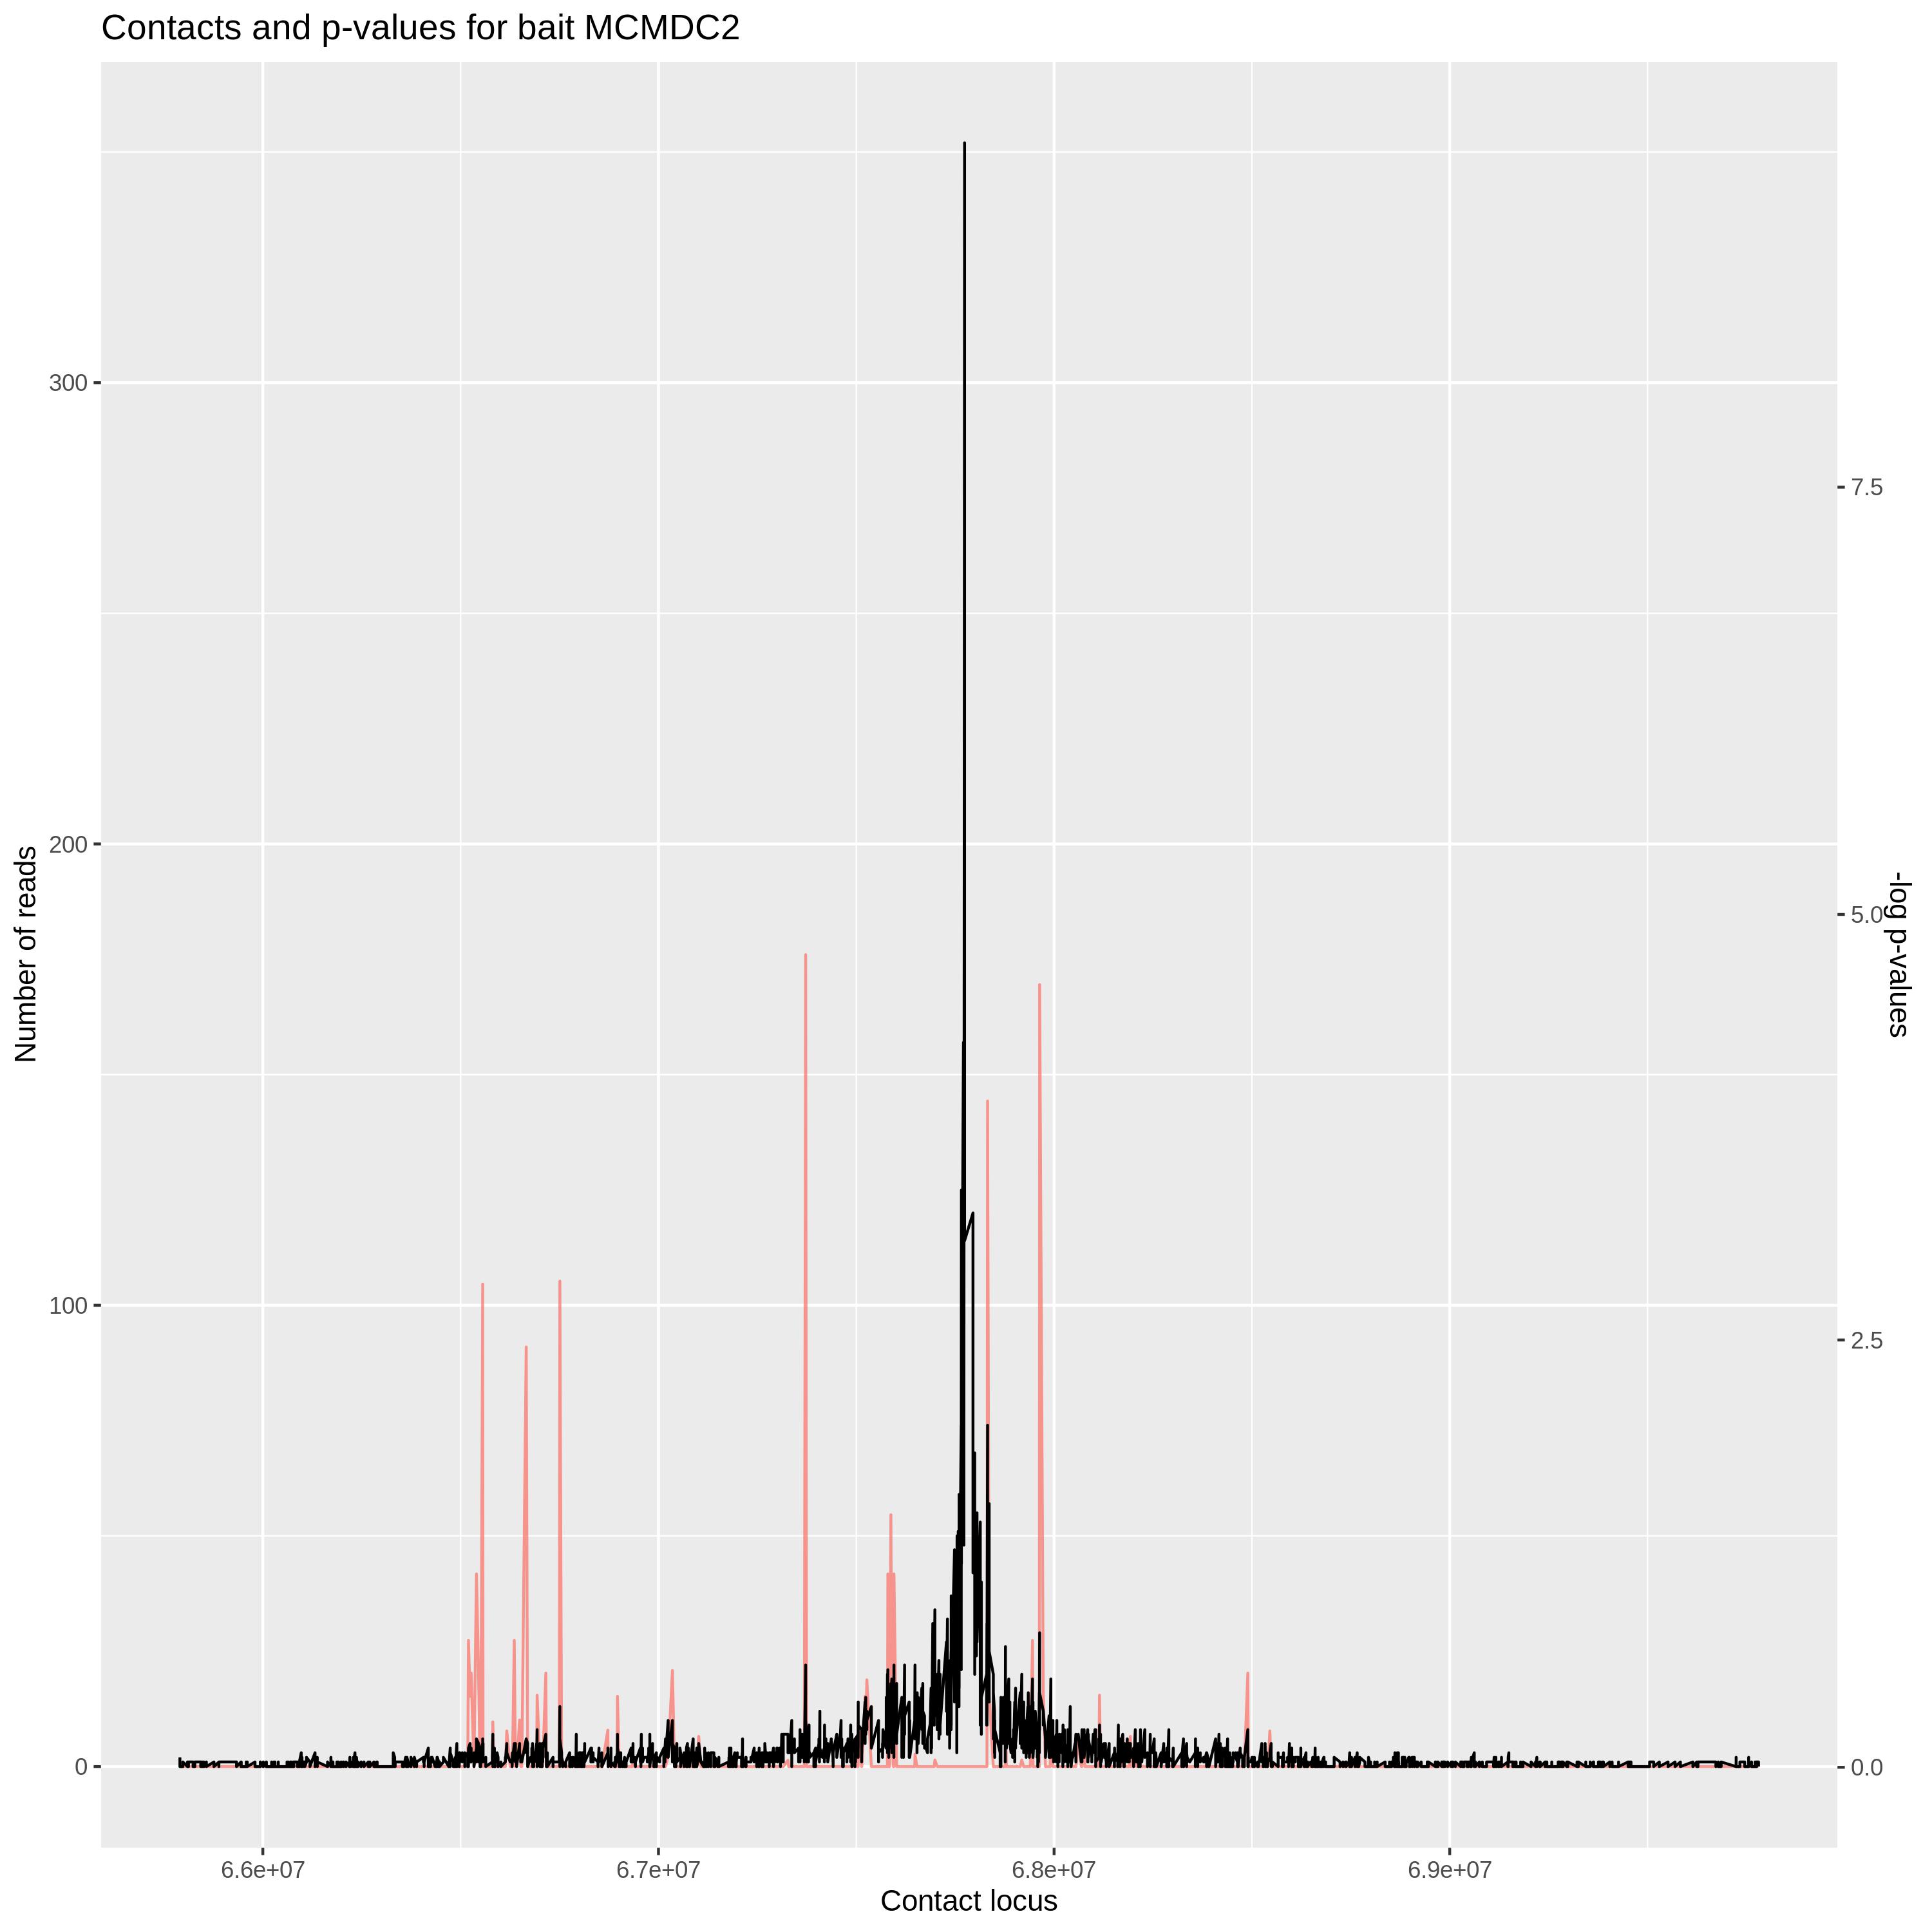 Contacts and p-values for bait MCMDC2
300
200
100
0
Number of reads
7.5
5.0
2.5
0.0
-log p-values
6.6e+07 6.7e+07 6.8e+07 6.9e+07
Contact locus